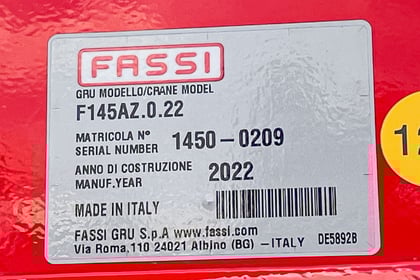 FASSI
GRU MODELLO/CRANE MODEL
F145AZ.0.22
MATRICOLA N°
SERIAL NUMBER 1450-0209
ANNO DI COSTRUZIONE
MANUF.YEAR 2022
MADE IN ITALY
FASSI GRU S.p.A www.fassi.com
Via Roma,110 24021 Albino (BG) -ITALY DE5892B